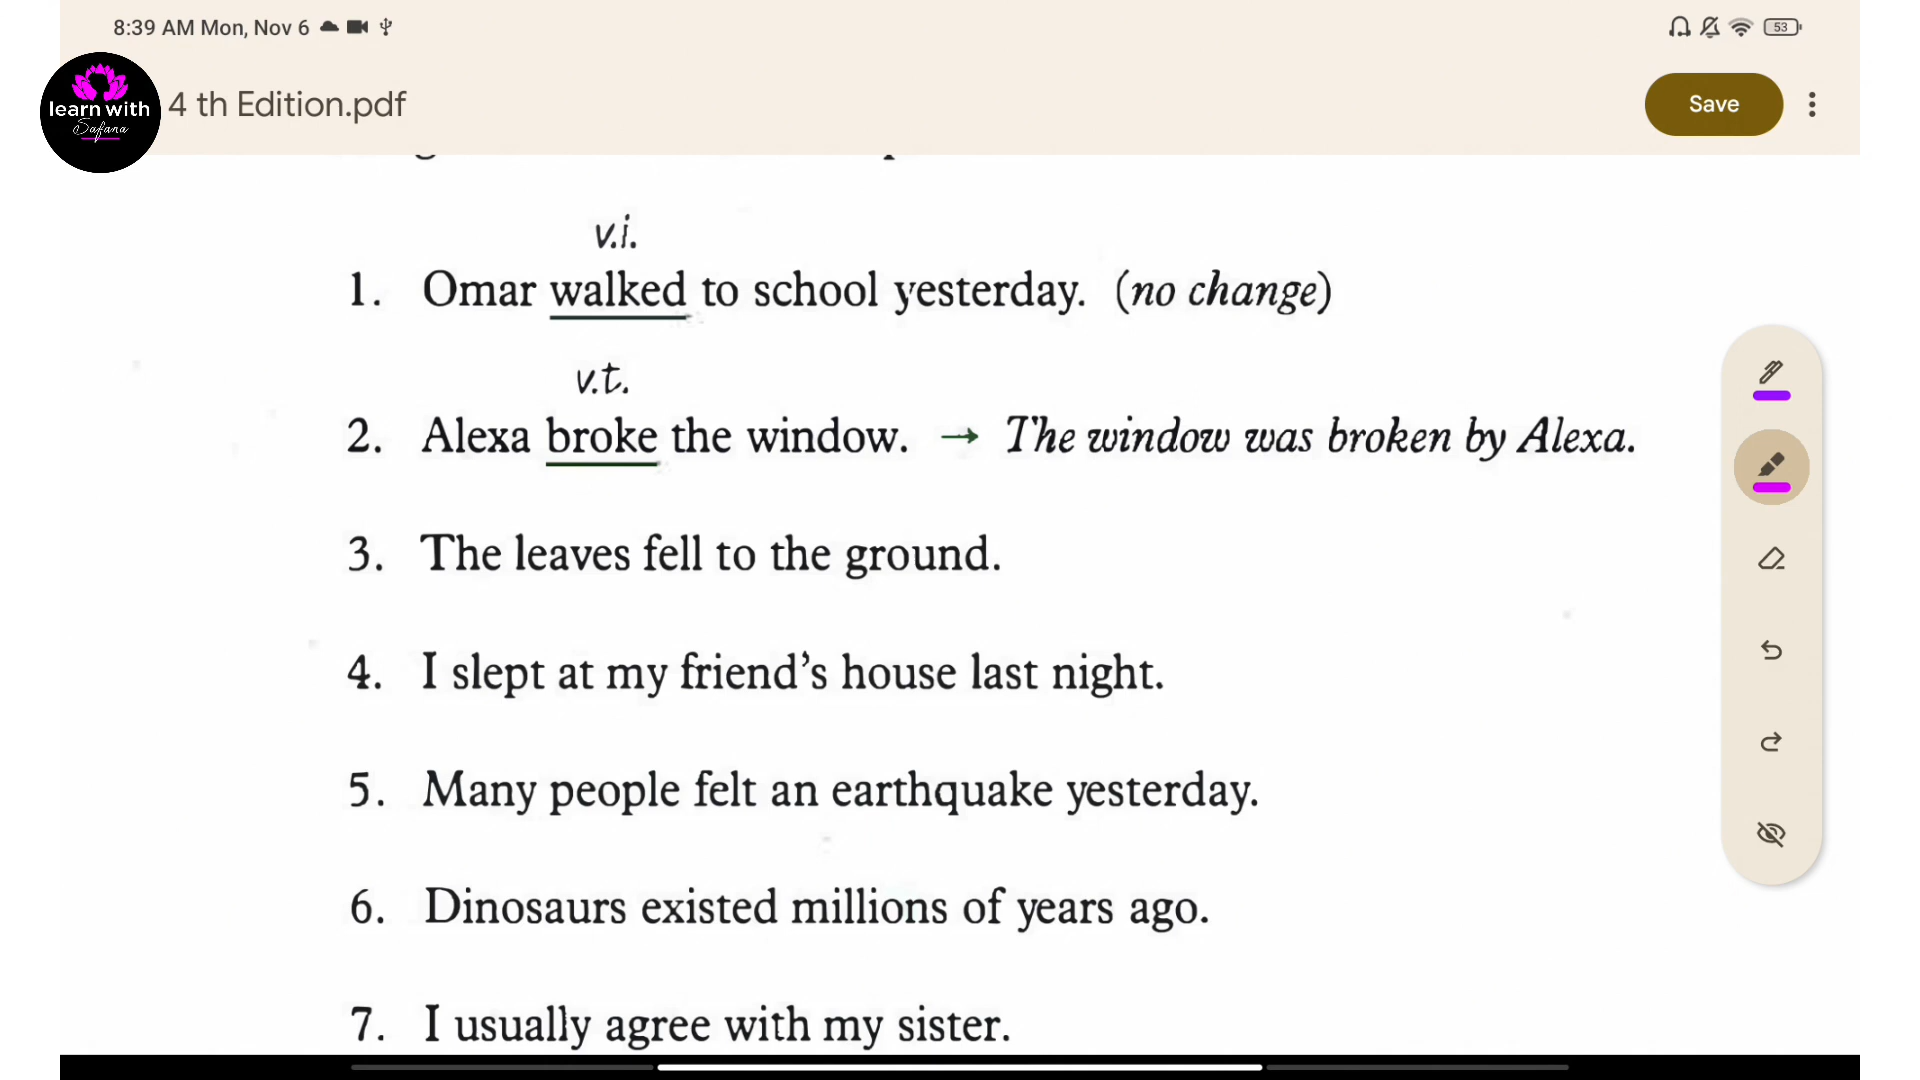 8:39 AM Mon, Nov 6
53
learn with
Safana
4 th Edition.pdf
Save
v.i.
1. Omar walked to school yesterday. (no change)
v.t.
2. Alexa broke the window. → The window was broken by Alexa.
3. The leaves fell to the ground.
4. I slept at my friend’s house last night.
5. Many people felt an earthquake yesterday.
6. Dinosaurs existed millions of years ago.
7. I usually agree with my sister.